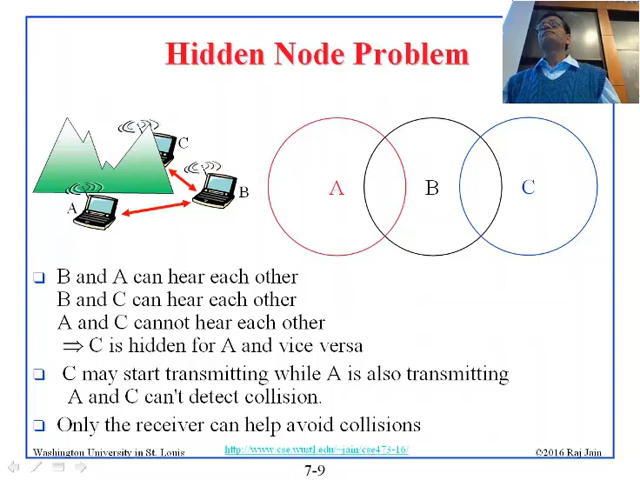 Hidden Node Problem
C
B
A
A
B
C
❑ B and A can hear each other
B and C can hear each other
A and C cannot hear each other
⇒ C is hidden for A and vice versa
❑ C may start transmitting while A is also transmitting
A and C can't detect collision.
❑ Only the receiver can help avoid collisions
Washington University in St. Louis http://www.cse.wustl.edu/~jain/cse473-16/ ©2016 Raj Jain
7-9